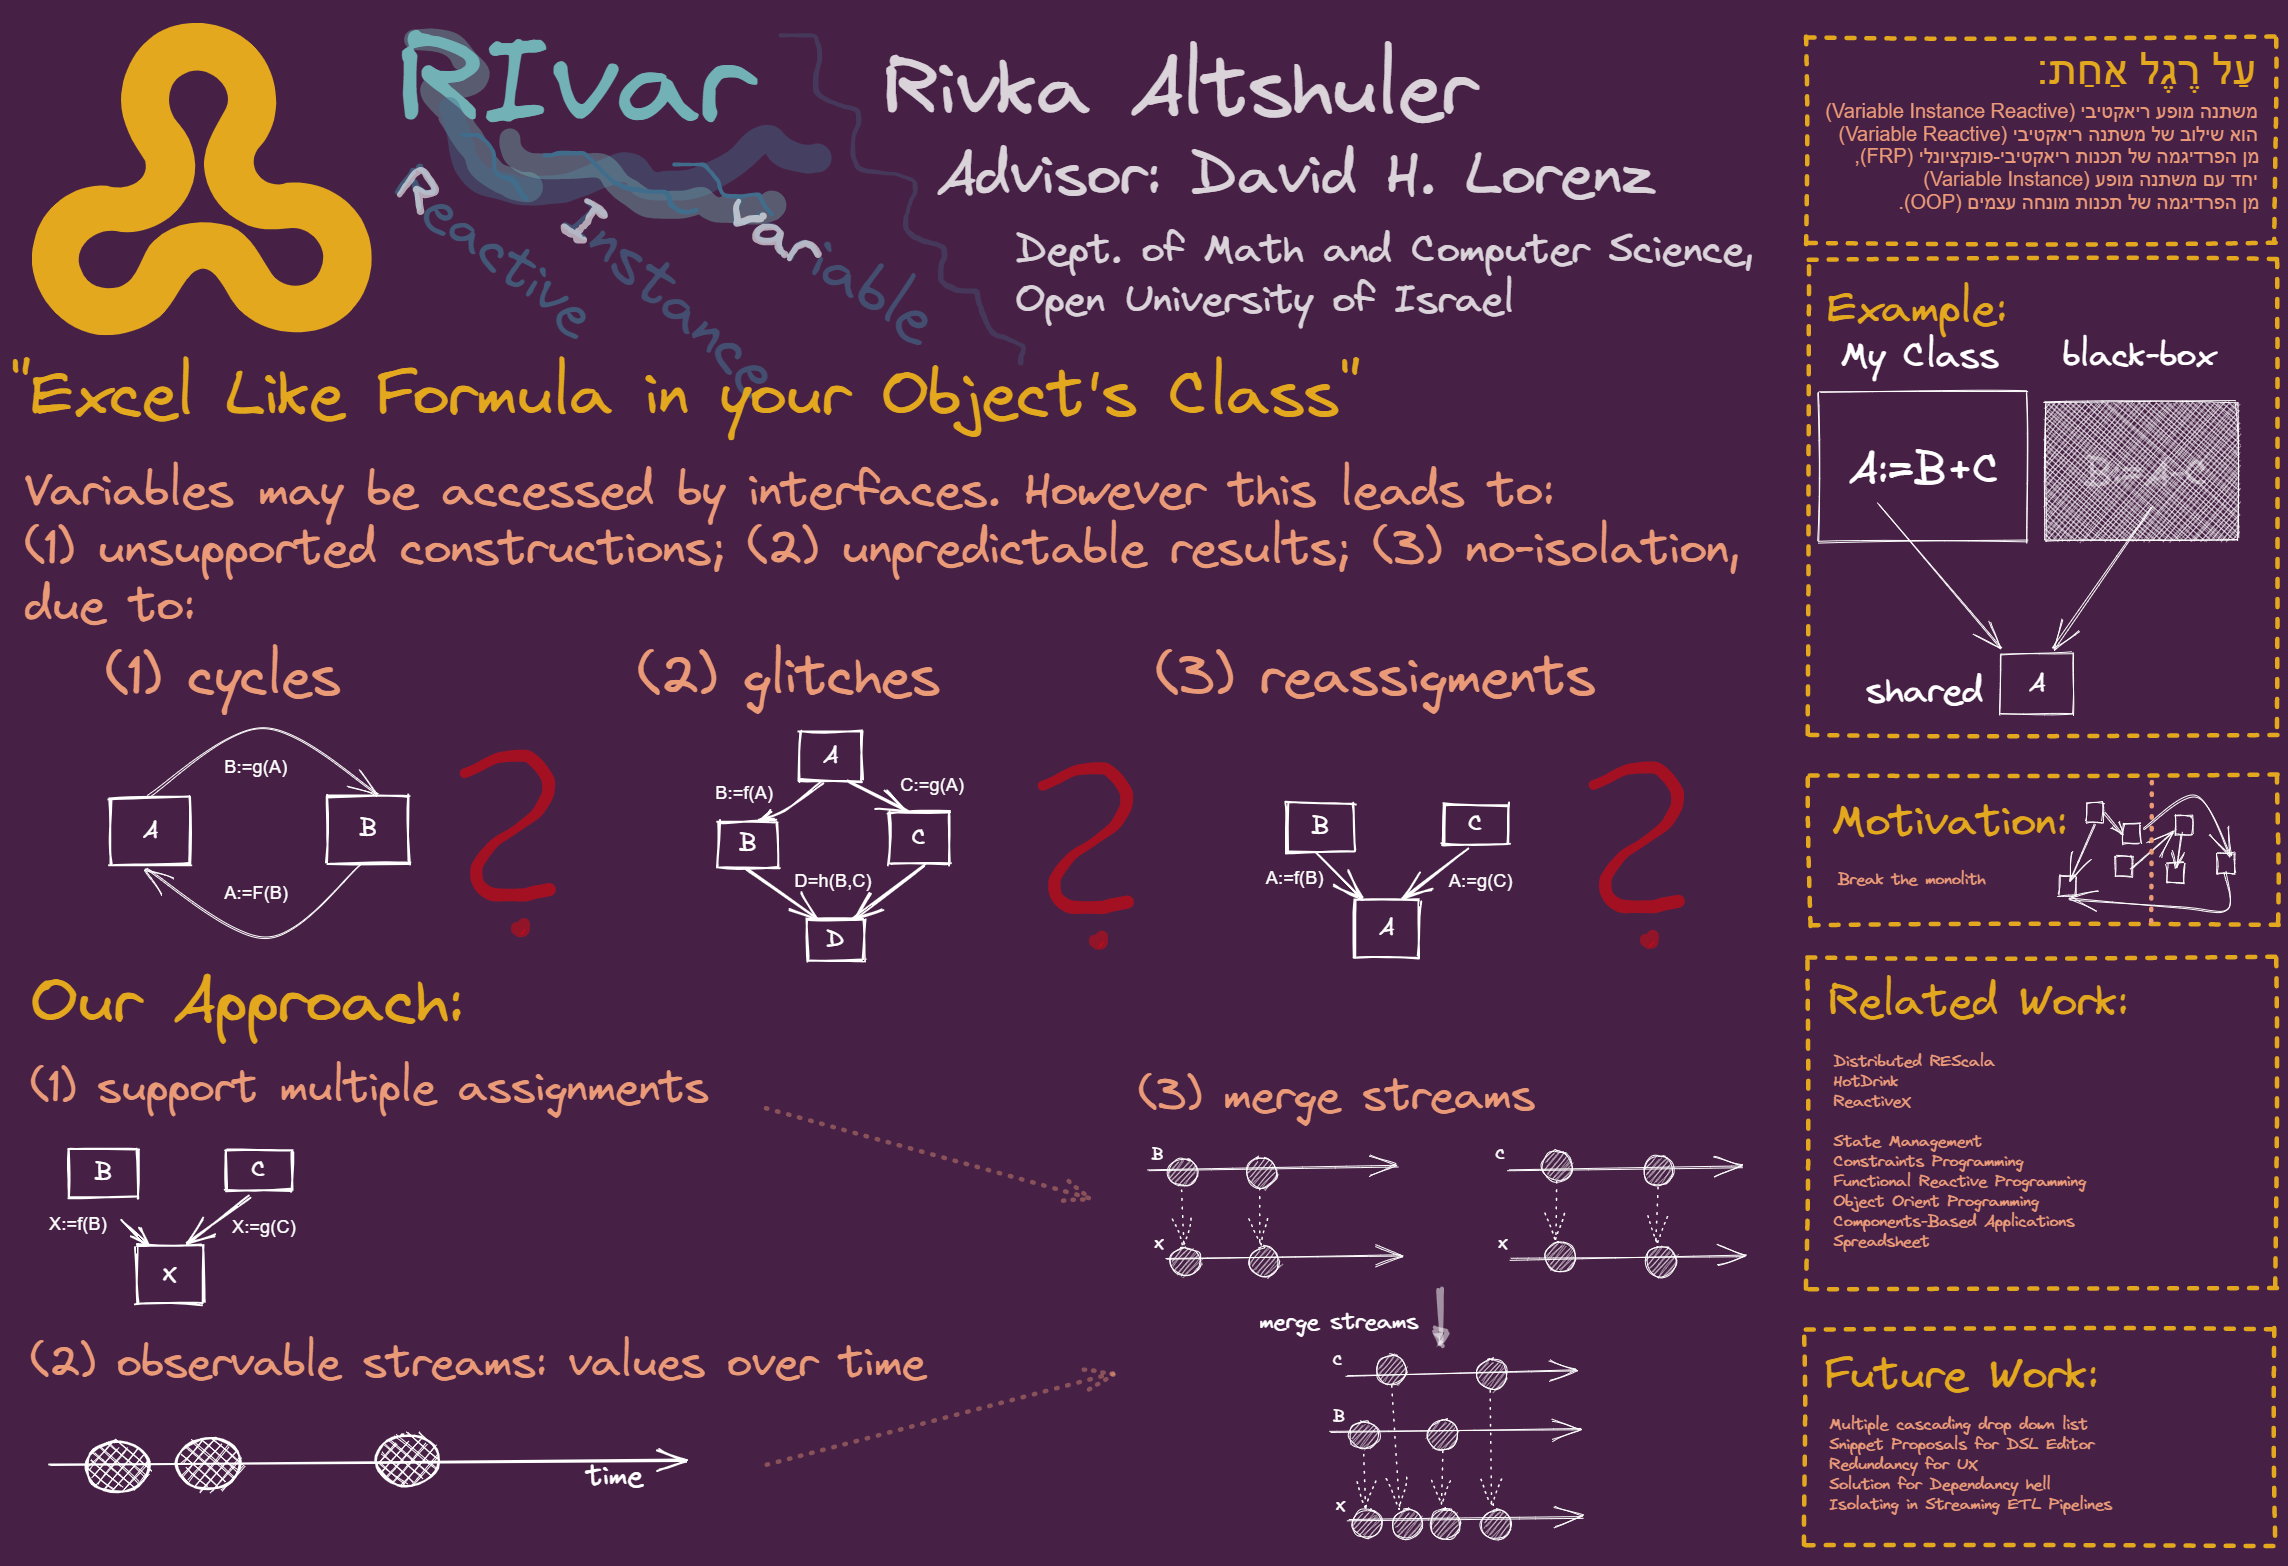 RIvar
Reactive
Instance
Variable
Rivka Altshuler
Advisor: David H. Lorenz
Dept. of Math and Computer Science,
Open University of Israel
"Excel Like Formula in your Object's Class"
Variables may be accessed by interfaces. However this leads to:
(1) unsupported constructions; (2) unpredictable results; (3) no-isolation,
due to:
(1) cycles
B:=g(A)
A
B
A:=F(B)
?
(2) glitches
A
B:=f(A)
C:=g(A)
B
C
D=h(B,C)
D
?
(3) reassigments
B
C
A:=f(B)
A:=g(C)
A
?
Our Approach:
(1) support multiple assignments
B
C
X:=f(B)
X:=g(C)
X
(2) observable streams: values over time
time
(3) merge streams
B
X
C
X
merge streams
C
B
X
עַל רֶגֶל אַחַת:
משתנה מופע ריאקטיבי (Variable Instance Reactive)
הוא שילוב של משתנה ריאקטיבי (Variable Reactive)
מן הפרדיגמה של תכנות ריאקטיבי-פונקציונלי (FRP),
יחד עם משתנה מופע (Variable Instance)
מן הפרדיגמה של תכנות מונחה עצמים (OOP).
Example:
My Class
black-box
A:=B+C
B:=A-C
shared
A
Motivation:
Break the monolith
Related Work:
Distributed REScala
HotDrink
ReactiveX
State Management
Constraints Programming
Functional Reactive Programming
Object Orient Programming
Components-Based Applications
Spreadsheet
Future Work:
Multiple cascading drop down list
Snippet Proposals for DSL Editor
Redundancy for UX
Solution for Dependancy hell
Isolating in Streaming ETL Pipelines